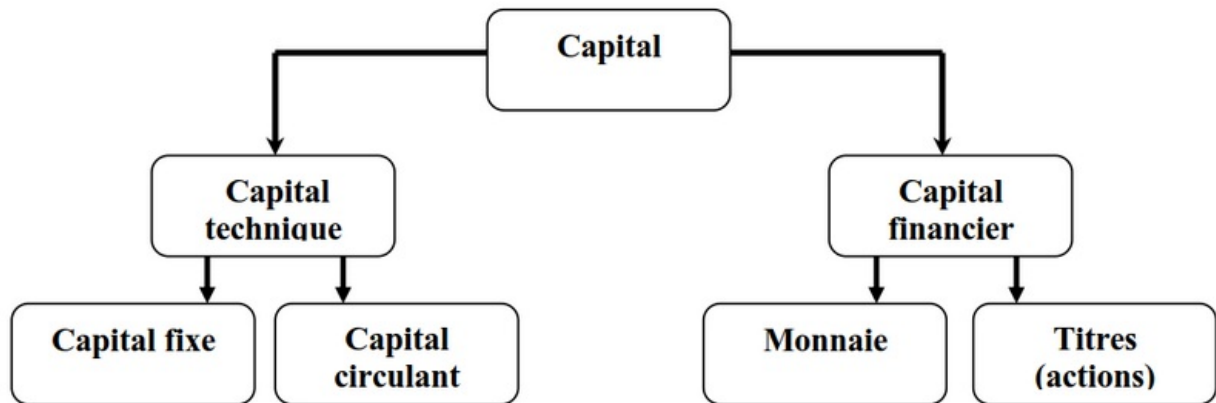 Capital
Capital
technique
Capital
financier
Capital fixe
Capital
circulant
Monnaie
Titres
(actions)